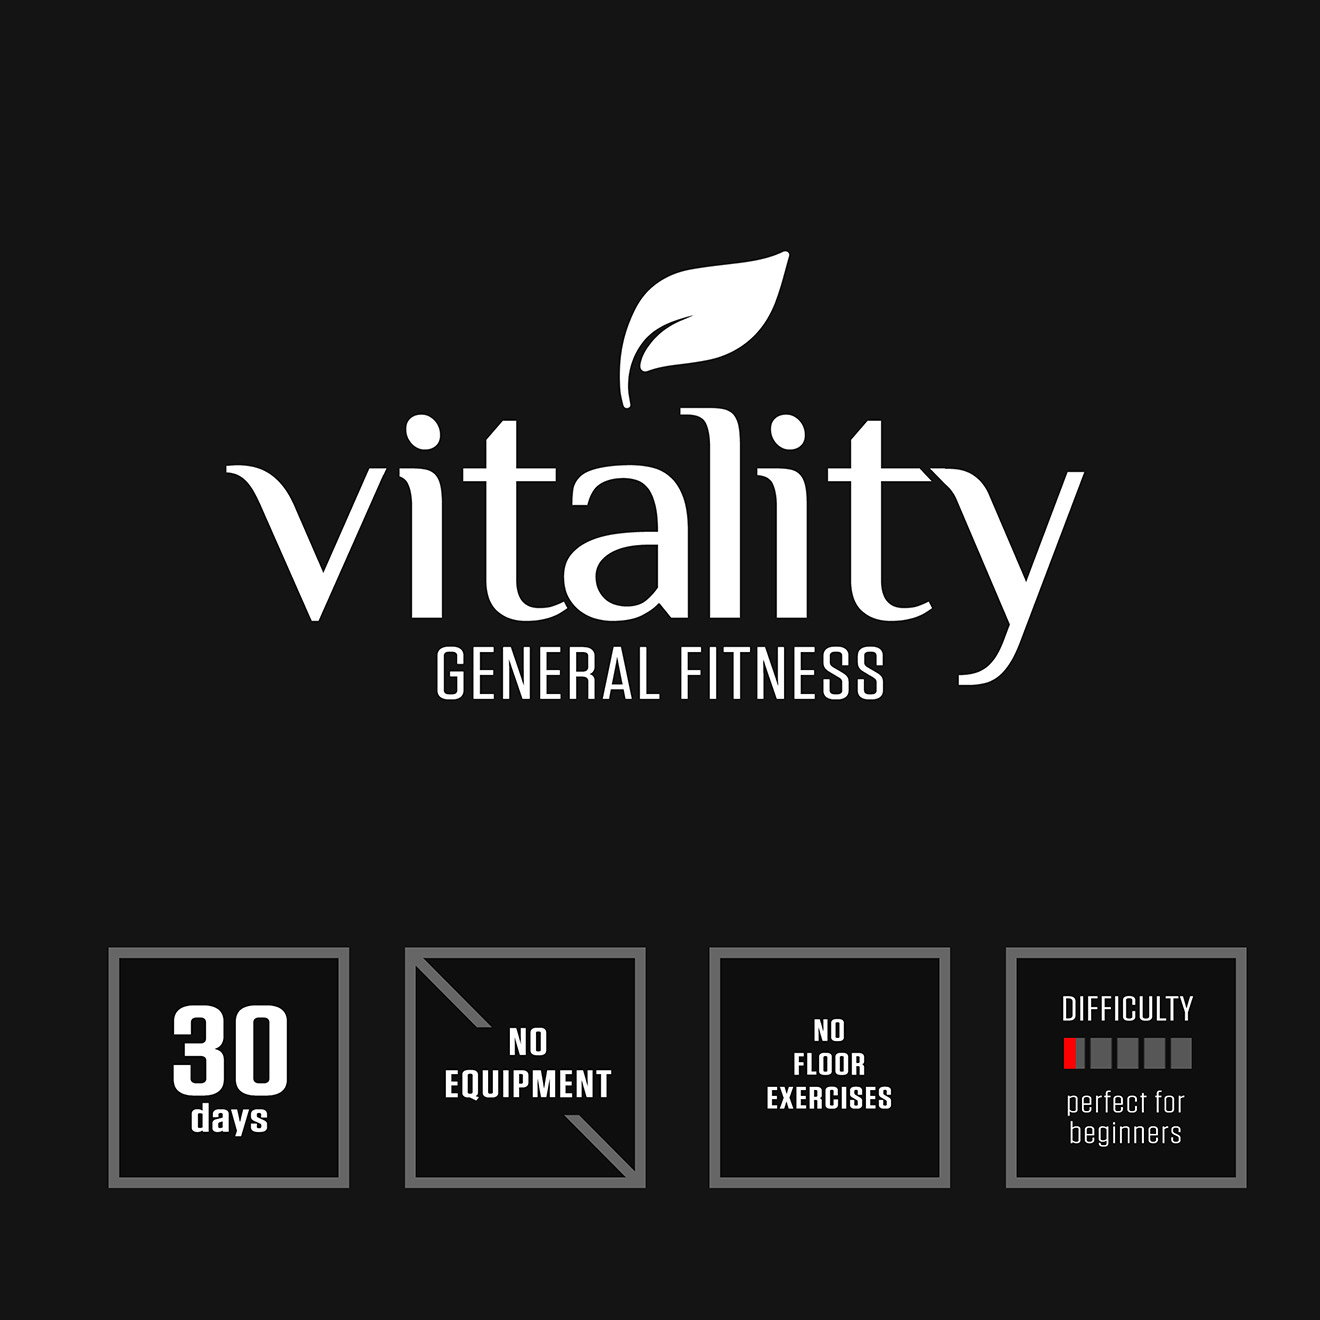 vitality
GENERAL FITNESS
30
days
NO
EQUIPMENT
NO
FLOOR
EXERCISES
DIFFICULTY
perfect for
beginners